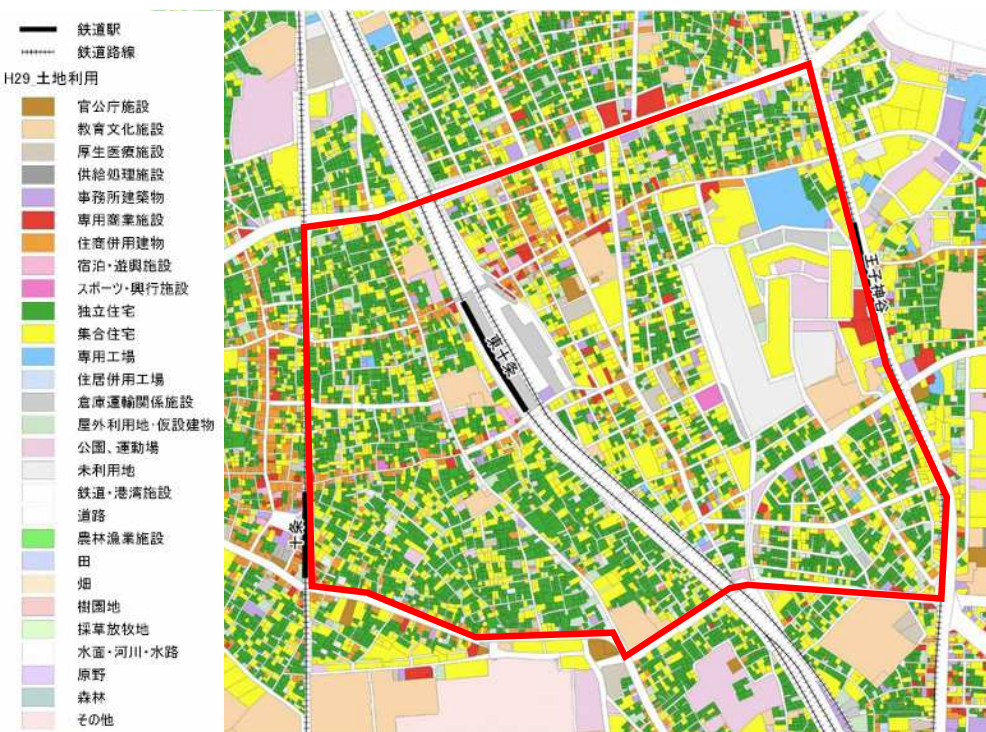 鉄道駅
鉄道路線
H29_土地利用
官公庁施設
教育文化施設
厚生医療施設
供給処理施設
事務所建築物
専用商業施設
住商併用建物
宿泊・遊興施設
スポーツ・興行施設
独立住宅
集合住宅
専用工場
住居併用工場
倉庫運輸関係施設
屋外利用地・仮設建物
公園、運動場
未利用地
鉄道・港湾施設
道路
農林漁業施設
田
畑
樹園地
採草放牧地
水面・河川・水路
原野
森林
その他
王子神谷
東十条
十条